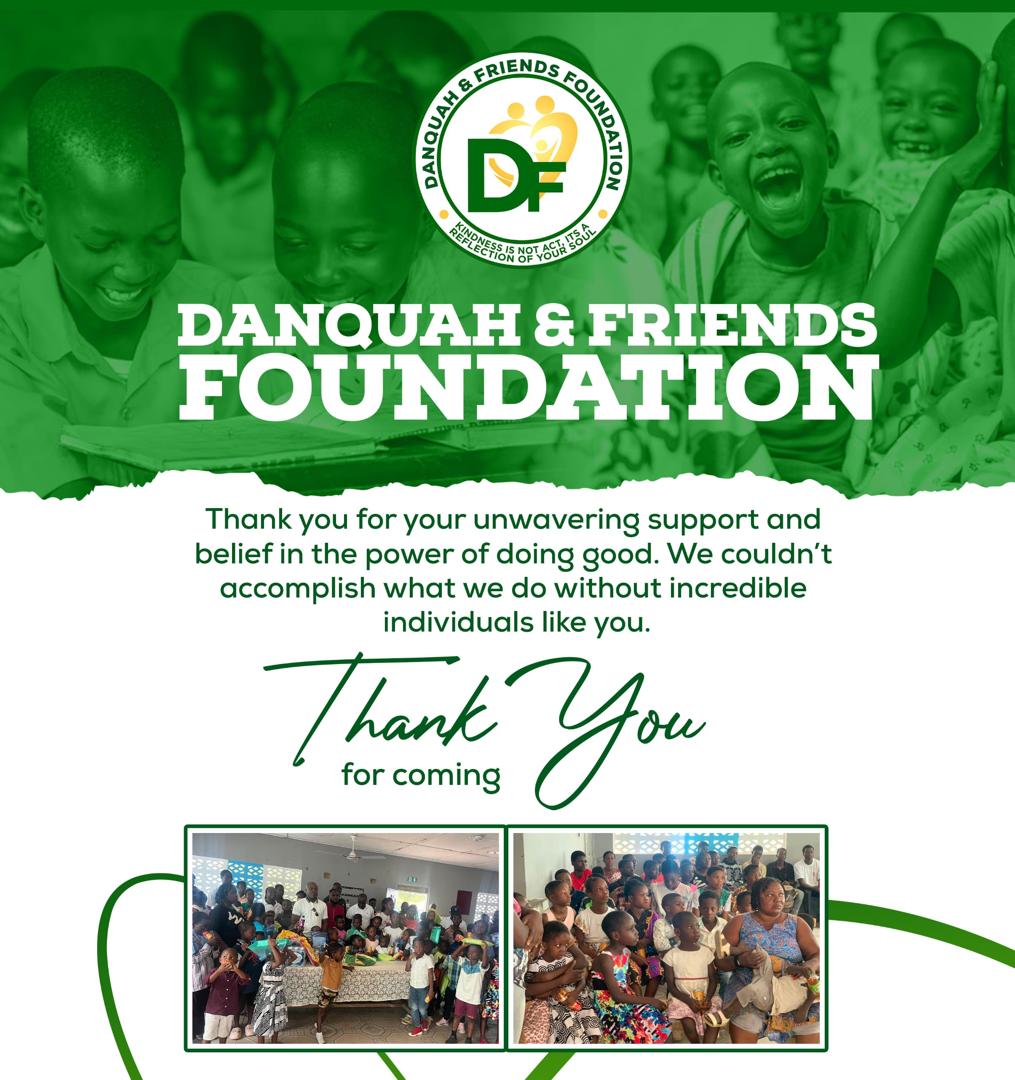 DANQUAH & FRIENDS FOUNDATION
DF
KINDNESS IS NOT ACT, ITS A
REFLECTION OF YOUR SOUL
DANQUAH & FRIENDS
FOUNDATION
Thank you for your unwavering support and
belief in the power of doing good. We couldn't
accomplish what we do without incredible
individuals like you.
Thank You
for coming